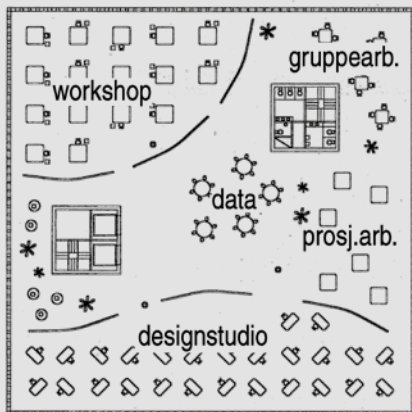 gruppearb.
workshop
data
prosj.arb.
designstudio